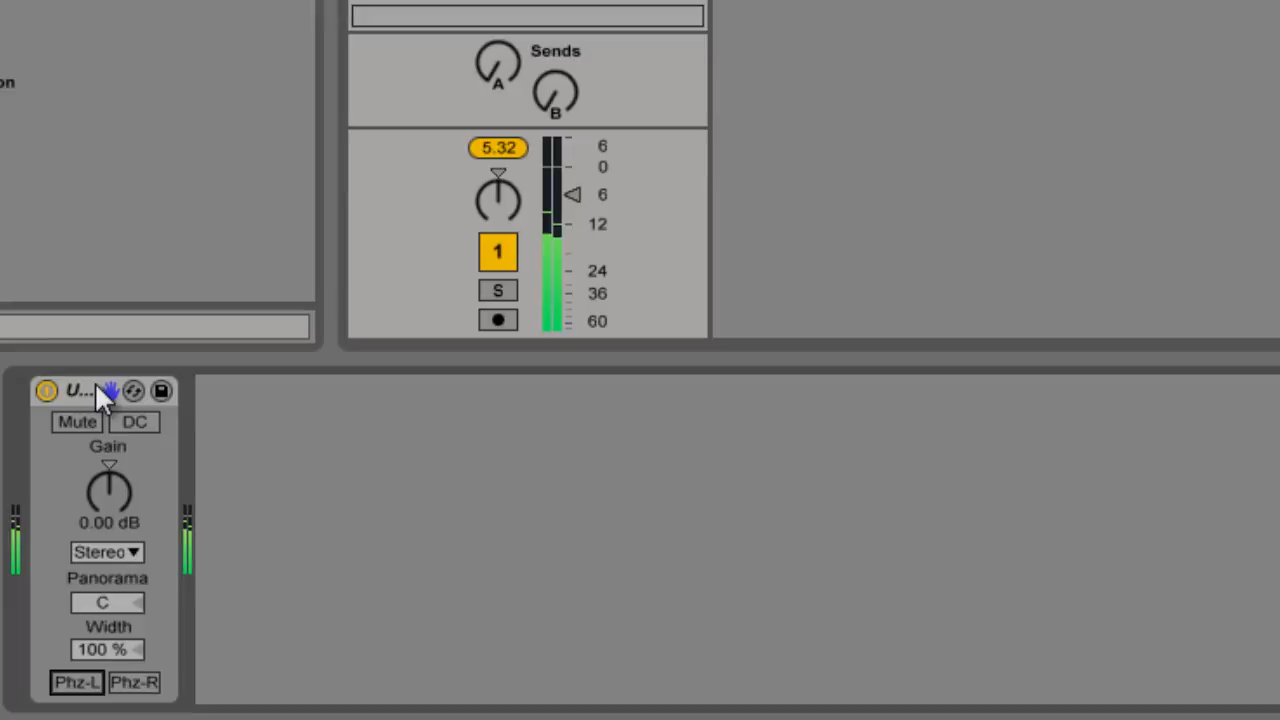 on
Sends
A
B
5.32
6
0
6
12
24
36
60
1
S
U...
Mute DC
Gain
0.00 dB
Stereo
Panorama
C
Width
100 %
Phz-L Phz-R